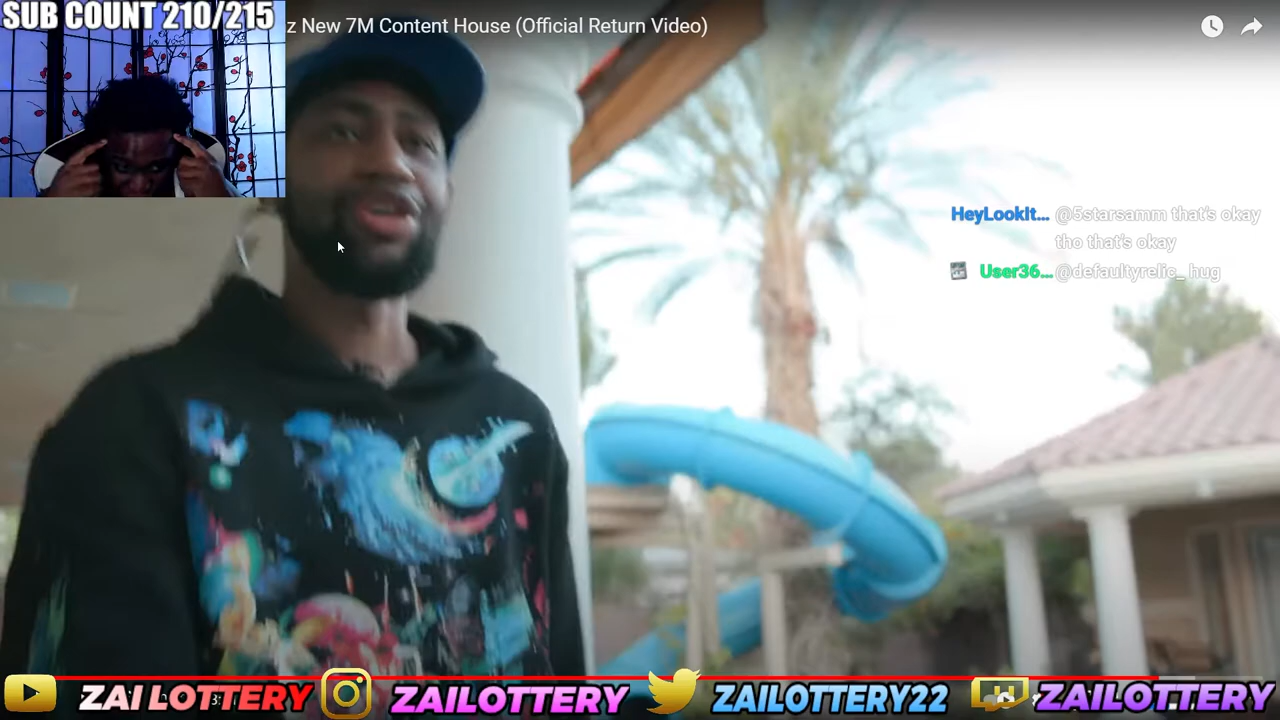 SUB COUNT 210/215
z New 7M Content House (Official Return Video)
HeyLookIt... @5starsamm that's okay
tho that's okay
User36... @defaultyrelic_ hug
ZAI LOTTERY
ZAILOTTERY
ZAILOTTERY22
ZAILOTTERY